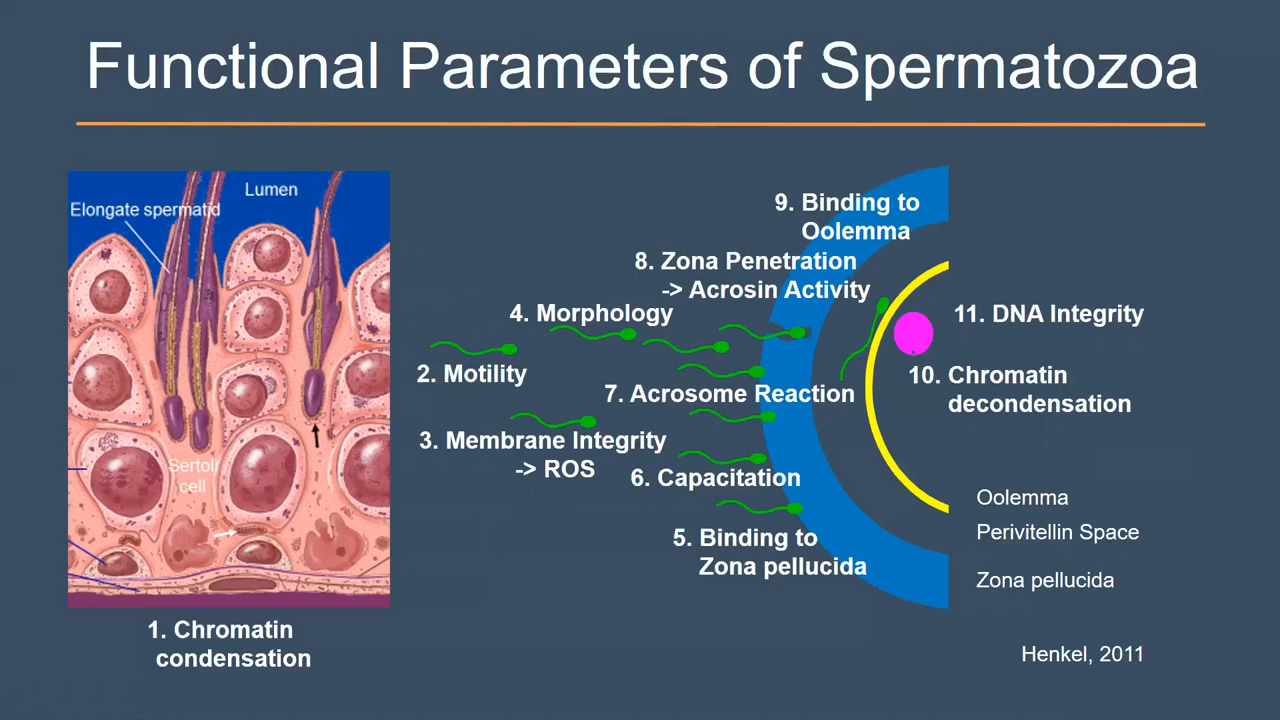 Functional Parameters of Spermatozoa
Lumen
Elongate spermatid
Sertoli
cell
1. Chromatin
condensation
2. Motility
3. Membrane Integrity
-> ROS
4. Morphology
5. Binding to
Zona pellucida
6. Capacitation
7. Acrosome Reaction
8. Zona Penetration
-> Acrosin Activity
9. Binding to
Oolemma
10. Chromatin
decondensation
11. DNA Integrity
Oolemma
Perivitellin Space
Zona pellucida
Henkel, 2011